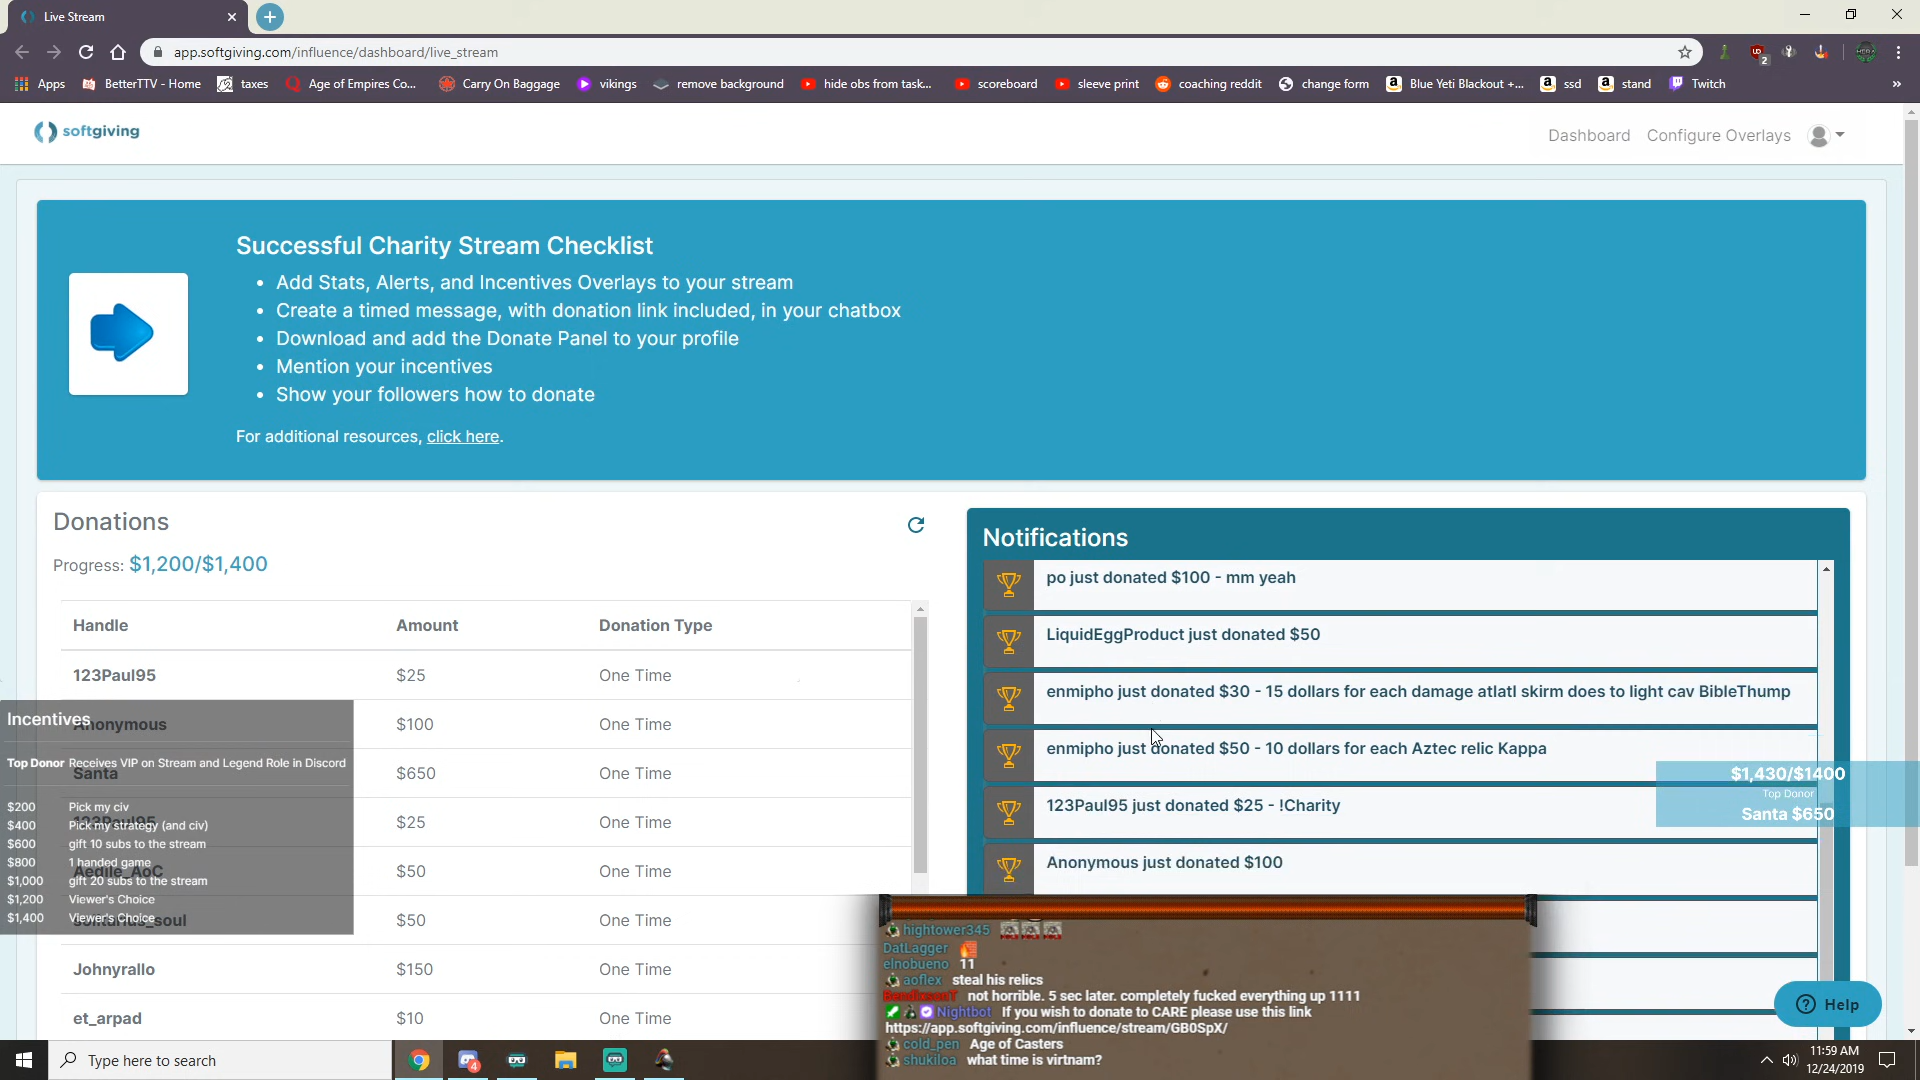 Live Stream
app.softgiving.com/influence/dashboard/live_stream
2
Apps
BetterTTV - Home
taxes
Age of Empires Co...
Carry On Baggage
vikings
remove background
hide obs from task...
scoreboard
sleeve print
coaching reddit
change form
Blue Yeti Blackout +...
ssd
stand
Twitch
»
softgiving
Dashboard
Configure Overlays
Successful Charity Stream Checklist
• Add Stats, Alerts, and Incentives Overlays to your stream
• Create a timed message, with donation link included, in your chatbox
• Download and add the Donate Panel to your profile
• Mention your incentives
• Show your followers how to donate
For additional resources, click here.
Donations
Progress: $1,200/$1,400
Handle Amount Donation Type
123Paul95 $25 One Time
Anonymous $100 One Time
Santa $650 One Time
123Paul95 $25 One Time
Aedile_AoC $50 One Time
$50 One Time
Johnyrallo $150 One Time
et_arpad $10 One Time
Incentives
Top Donor Receives VIP on Stream and Legend Role in Discord
$200 Pick my civ
$400 Pick my strategy (and civ)
$600 gift 10 subs to the stream
$800 1 handed game
$1,000 gift 20 subs to the stream
$1,200 Viewer's Choice
$1,400 Viewer's Choice
Notifications
po just donated $100 - mm yeah
LiquidEggProduct just donated $50
enmipho just donated $30 - 15 dollars for each damage atlatl skirm does to light cav BibleThump
enmipho just donated $50 - 10 dollars for each Aztec relic Kappa
123Paul95 just donated $25 - !Charity
Anonymous just donated $100
$1,430/$1400
Top Donor
Santa $650
hightower345
DatLagger
elnobueno 11
aoflex steal his relics
not horrible. 5 sec later. completely fucked everything up 1111
Nightbot If you wish to donate to CARE please use this link
https://app.softgiving.com/influence/stream/GB0SpX/
cold_pen Age of Casters
shukiloa what time is virtnam?
Help
Type here to search
4
11:59 AM
12/24/2019